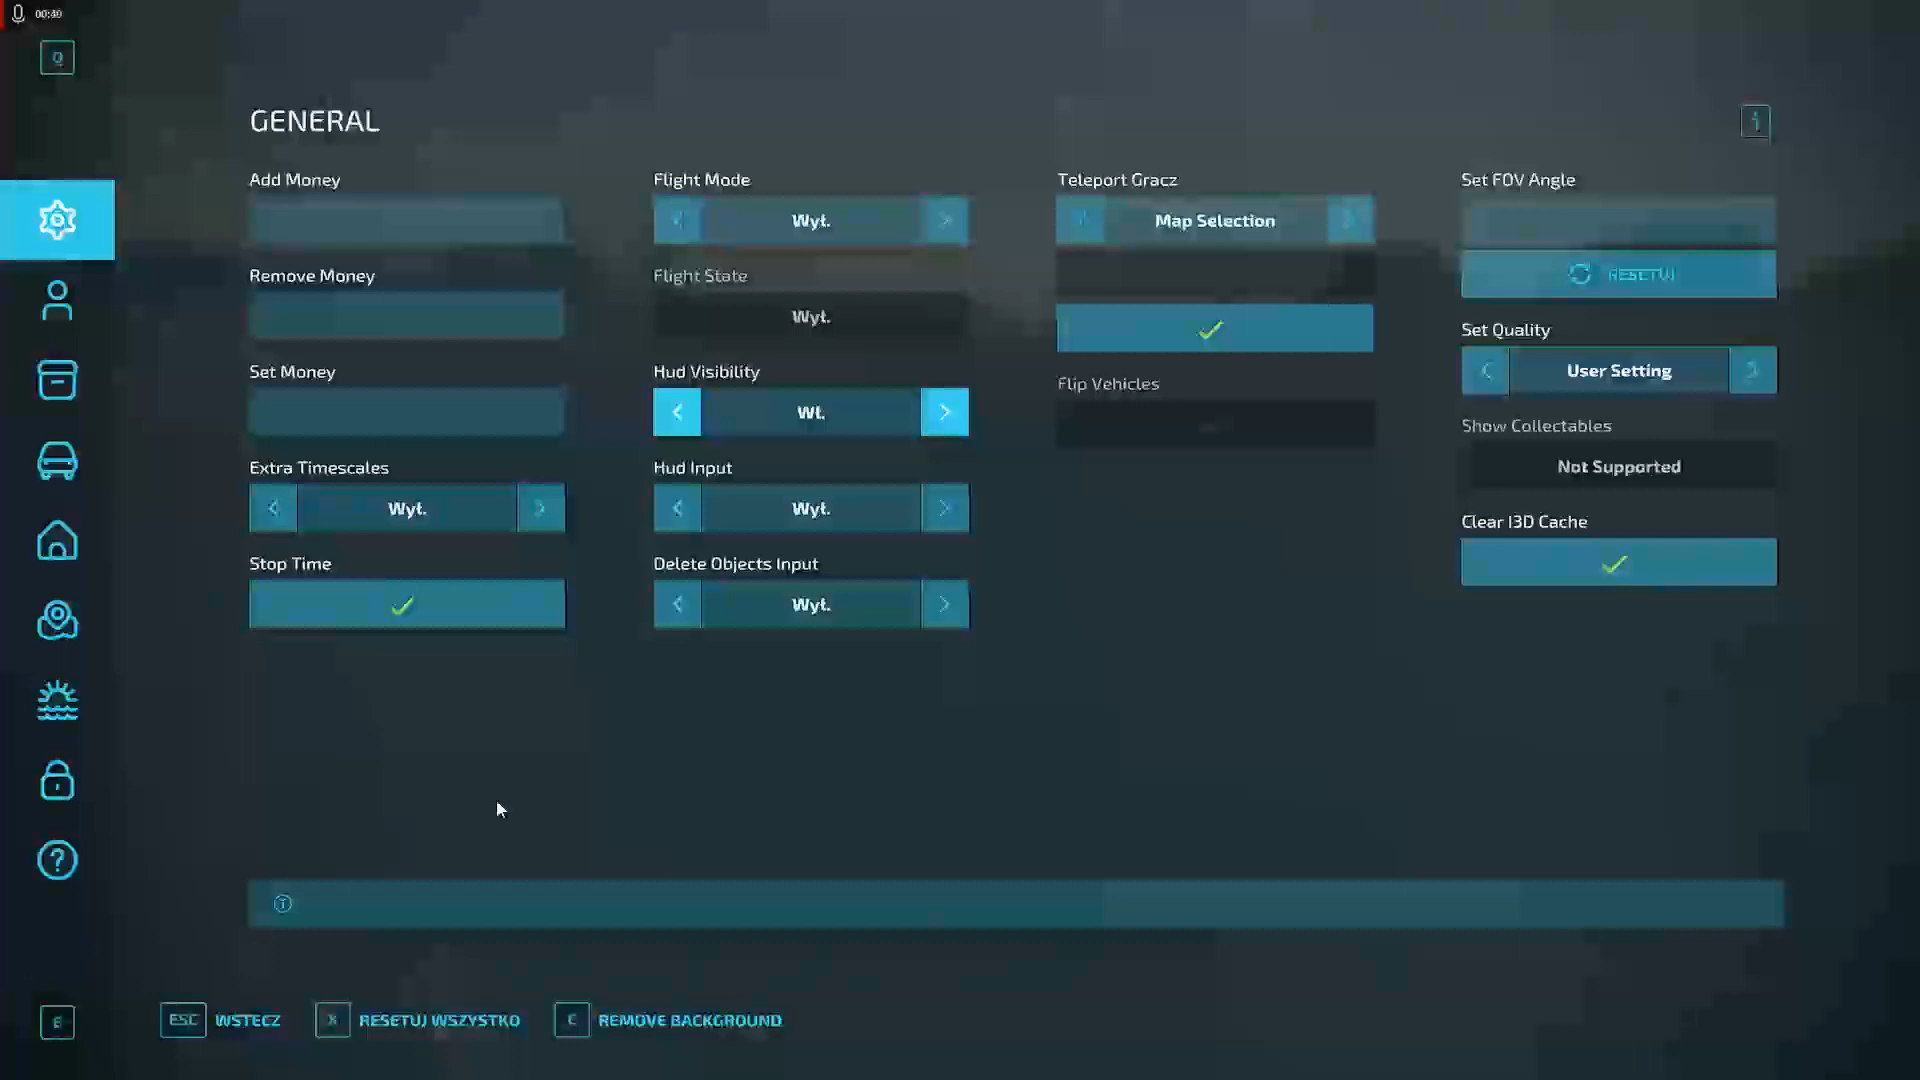 00:40
Q
GENERAL
Add Money
Flight Mode
Wył.
Teleport Gracz
Map Selection
Set FOV Angle
RESETUJ
Remove Money
Flight State
Wył.
Set Money
Hud Visibility
Wł.
Flip Vehicles
Set Quality
User Setting
Extra Timescales
Wył.
Hud Input
Wył.
Show Collectables
Not Supported
Stop Time
Delete Objects Input
Wył.
Clear I3D Cache
E
ESC WSTECZ X RESETUJ WSZYSTKO C REMOVE BACKGROUND